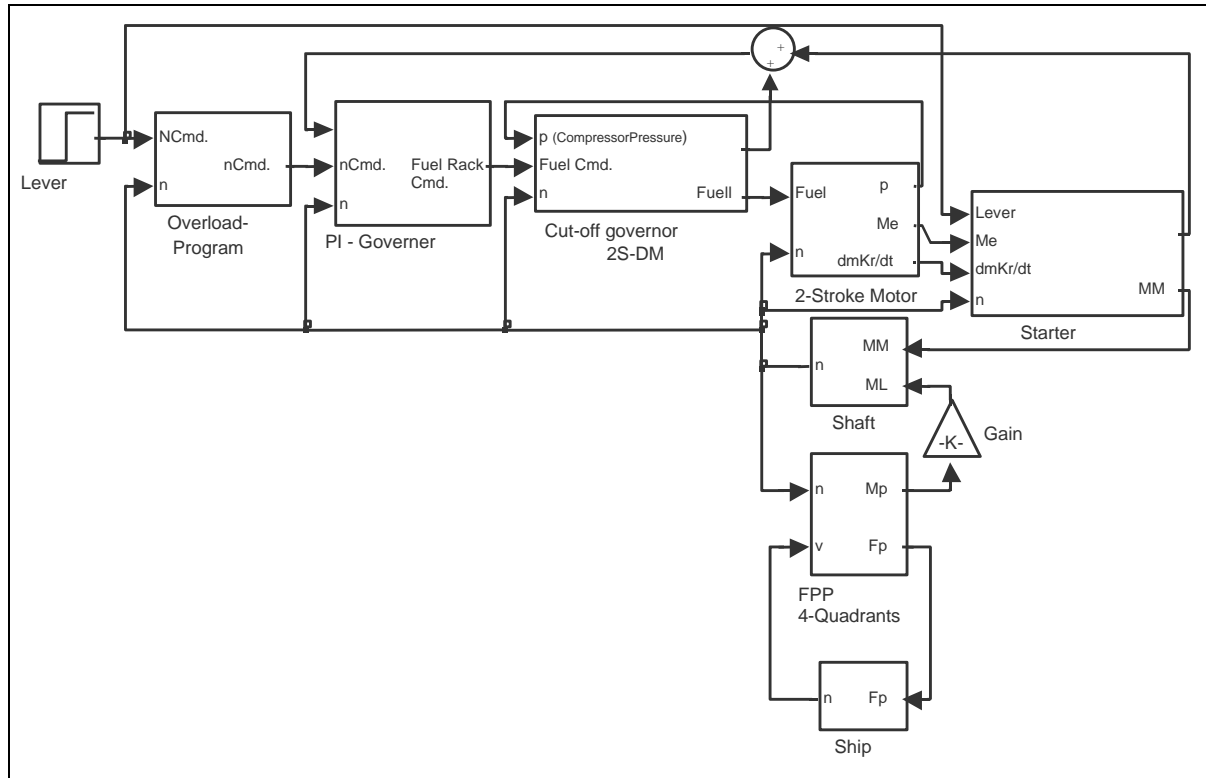 +
+
NCmd.
nCmd.
n
Lever
Overload-
Program
nCmd.
Fuel Rack
Cmd.
n
PI - Governer
p (CompressorPressure)
Fuel Cmd.
n
Fuell
Cut-off governor
2S-DM
Fuel
p
Me
n
dmKr/dt
2-Stroke Motor
Lever
Me
dmKr/dt
n
MM
Starter
MM
n
ML
Shaft
-K-
Gain
n
Mp
v
Fp
FPP
4-Quadrants
n
Fp
Ship